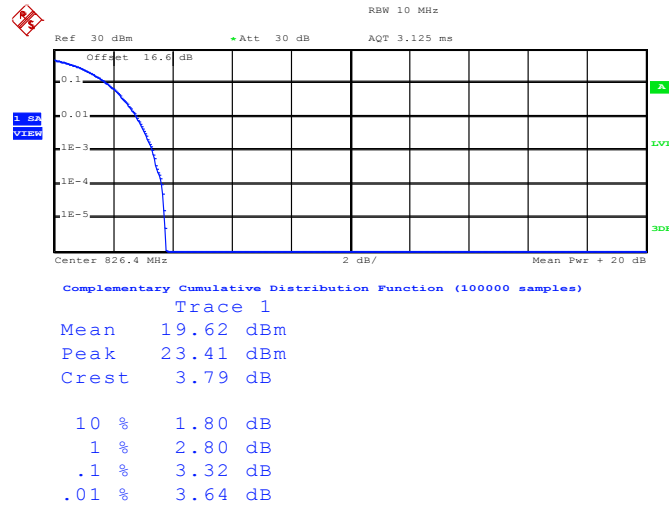 RBW 10 MHz
Ref 30 dBm * Att 30 dB AQT 3.125 ms
Offset 16.6 dB
0.1
A
0.01
1 SA
VIEW
1E-3
1E-4
1E-5
Center 826.4 MHz 2 dB/ Mean Pwr + 20 dB
Complementary Cumulative Distribution Function (100000 samples)
Trace 1
Mean 19.62 dBm
Peak 23.41 dBm
Crest 3.79 dB
10 % 1.80 dB
1 % 2.80 dB
.1 % 3.32 dB
.01 % 3.64 dB